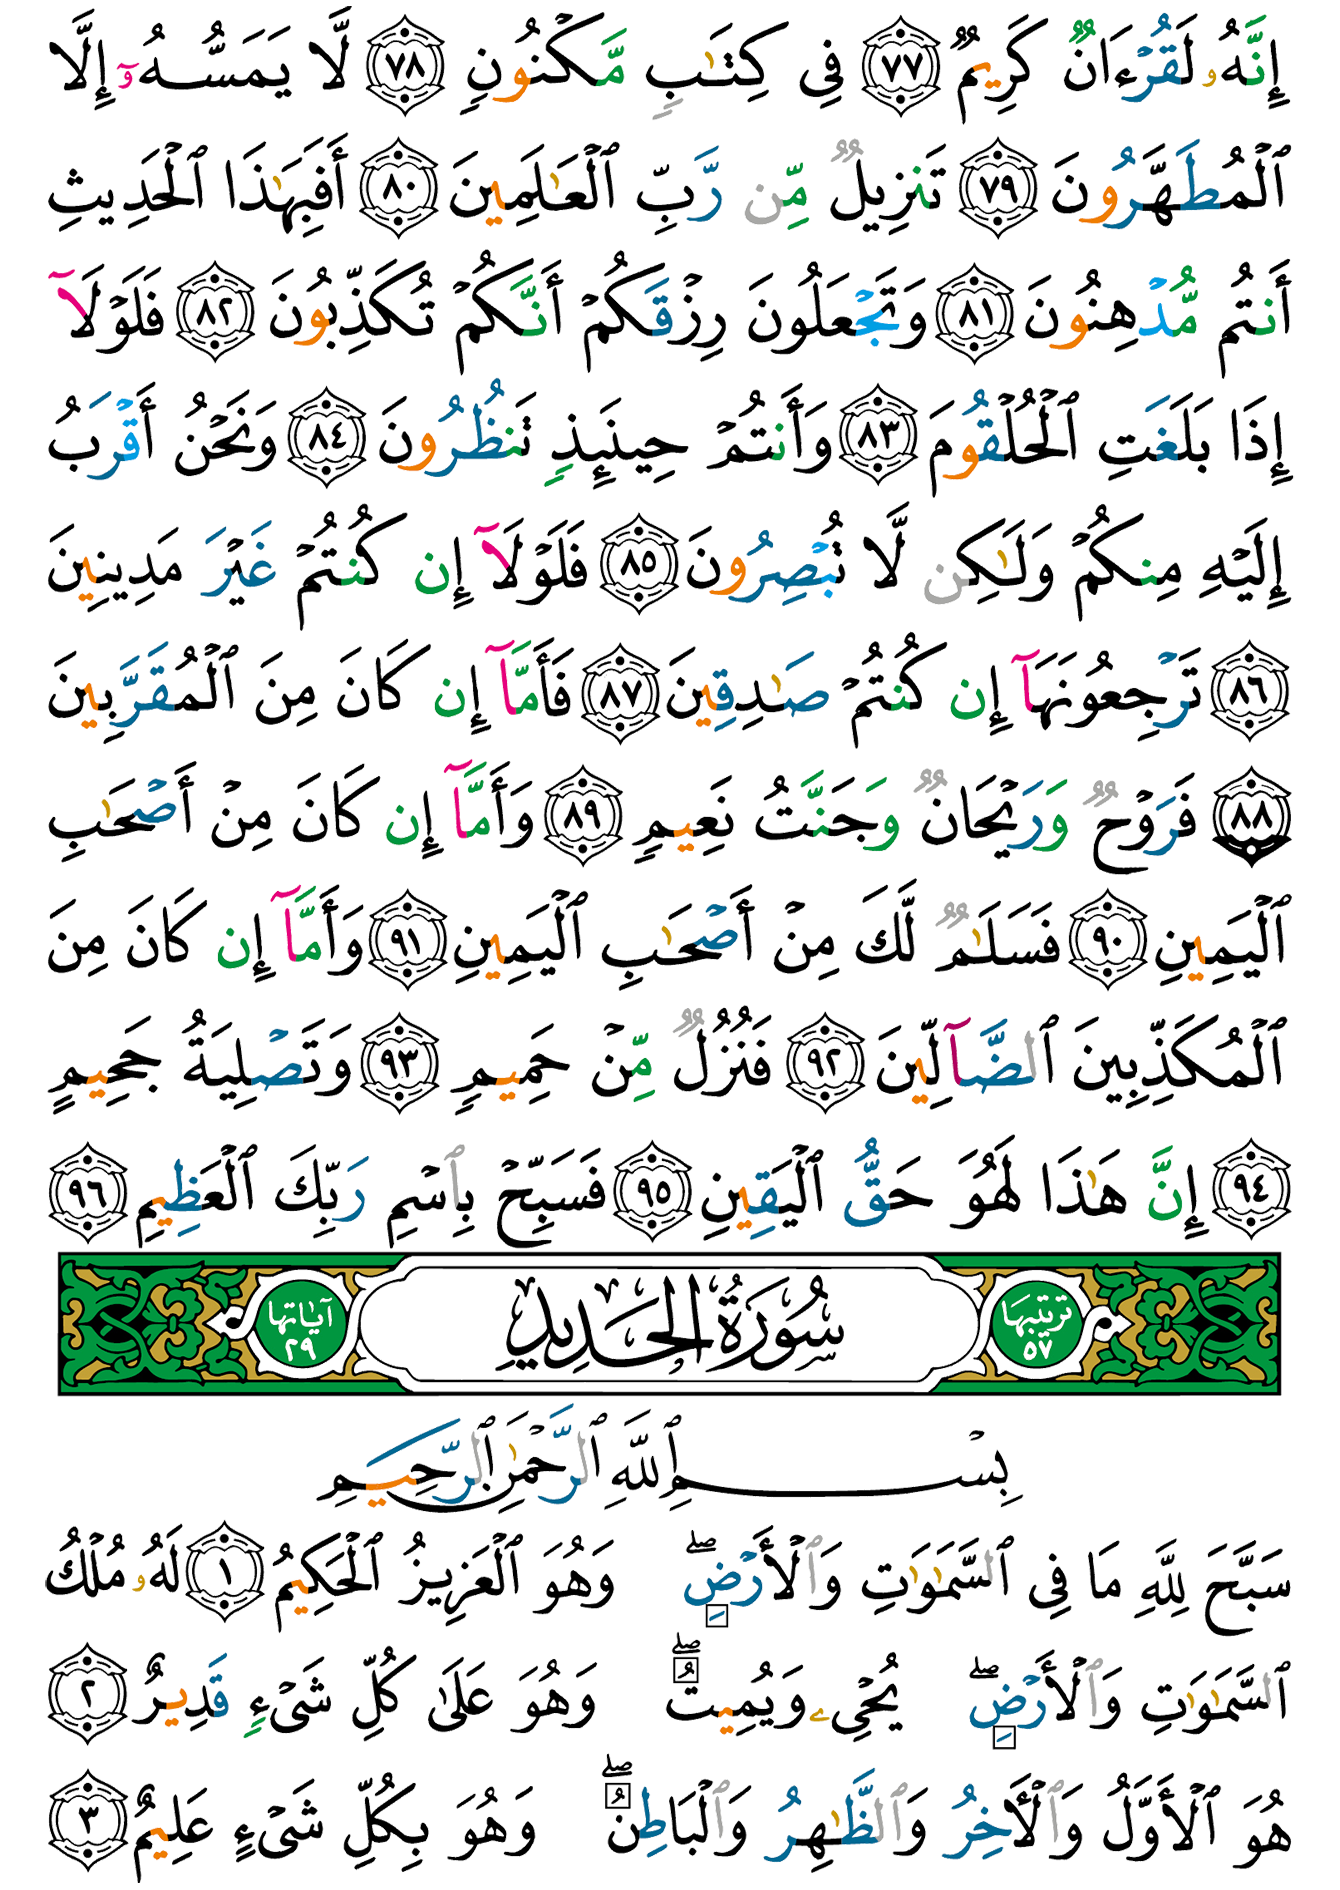 إِنَّهُۥ لَقُرْءَانٌ كَرِيمٌ ٧٧ فِى كِتَٰبٍ مَّكْنُونٍ ٧٨ لَّا يَمَسُّهُۥٓ إِلَّا
ٱلْمُطَهَّرُونَ ٧٩ تَنزِيلٌ مِّن رَّبِّ ٱلْعَٰلَمِينَ ٨٠ أَفَبِهَٰذَا ٱلْحَدِيثِ
أَنتُم مُّدْهِنُونَ ٨١ وَتَجْعَلُونَ رِزْقَكُمْ أَنَّكُمْ تُكَذِّبُونَ ٨٢ فَلَوْلَآ
إِذَا بَلَغَتِ ٱلْحُلْقُومَ ٨٣ وَأَنتُمْ حِينَئِذٍ تَنظُرُونَ ٨٤ وَنَحْنُ أَقْرَبُ
إِلَيْهِ مِنكُمْ وَلَٰكِن لَّا تُبْصِرُونَ ٨٥ فَلَوْلَآ إِن كُنتُمْ غَيْرَ مَدِينِينَ
٨٦ تَرْجِعُونَهَآ إِن كُنتُمْ صَٰدِقِينَ ٨٧ فَأَمَّآ إِن كَانَ مِنَ ٱلْمُقَرَّبِينَ
٨٨ فَرَوْحٌ وَرَيْحَانٌ وَجَنَّتُ نَعِيمٍ ٨٩ وَأَمَّآ إِن كَانَ مِنْ أَصْحَٰبِ
ٱلْيَمِينِ ٩٠ فَسَلَٰمٌ لَّكَ مِنْ أَصْحَٰبِ ٱلْيَمِينِ ٩١ وَأَمَّآ إِن كَانَ مِنَ
ٱلْمُكَذِّبِينَ ٱلضَّآلِّينَ ٩٢ فَنُزُلٌ مِّنْ حَمِيمٍ ٩٣ وَتَصْلِيَةُ جَحِيمٍ
٩٤ إِنَّ هَٰذَا لَهُوَ حَقُّ ٱلْيَقِينِ ٩٥ فَسَبِّحْ بِٱسْمِ رَبِّكَ ٱلْعَظِيمِ ٩٦
ترتيبها ٥٧ سُورَةُ الحَدِيدِ آياتها ٢٩
بِسْمِ ٱللَّهِ ٱلرَّحْمَٰنِ ٱلرَّحِيمِ
سَبَّحَ لِلَّهِ مَا فِى ٱلسَّمَٰوَٰتِ وَٱلْأَرْضِ ۖ وَهُوَ ٱلْعَزِيزُ ٱلْحَكِيمُ ١ لَهُۥ مُلْكُ
ٱلسَّمَٰوَٰتِ وَٱلْأَرْضِ ۖ يُحْىِۦ وَيُمِيتُ ۖ وَهُوَ عَلَىٰ كُلِّ شَىْءٍ قَدِيرٌ ٢
هُوَ ٱلْأَوَّلُ وَٱلْـَٔاخِرُ وَٱلظَّٰهِرُ وَٱلْبَاطِنُ ۖ وَهُوَ بِكُلِّ شَىْءٍ عَلِيمٌ ٣